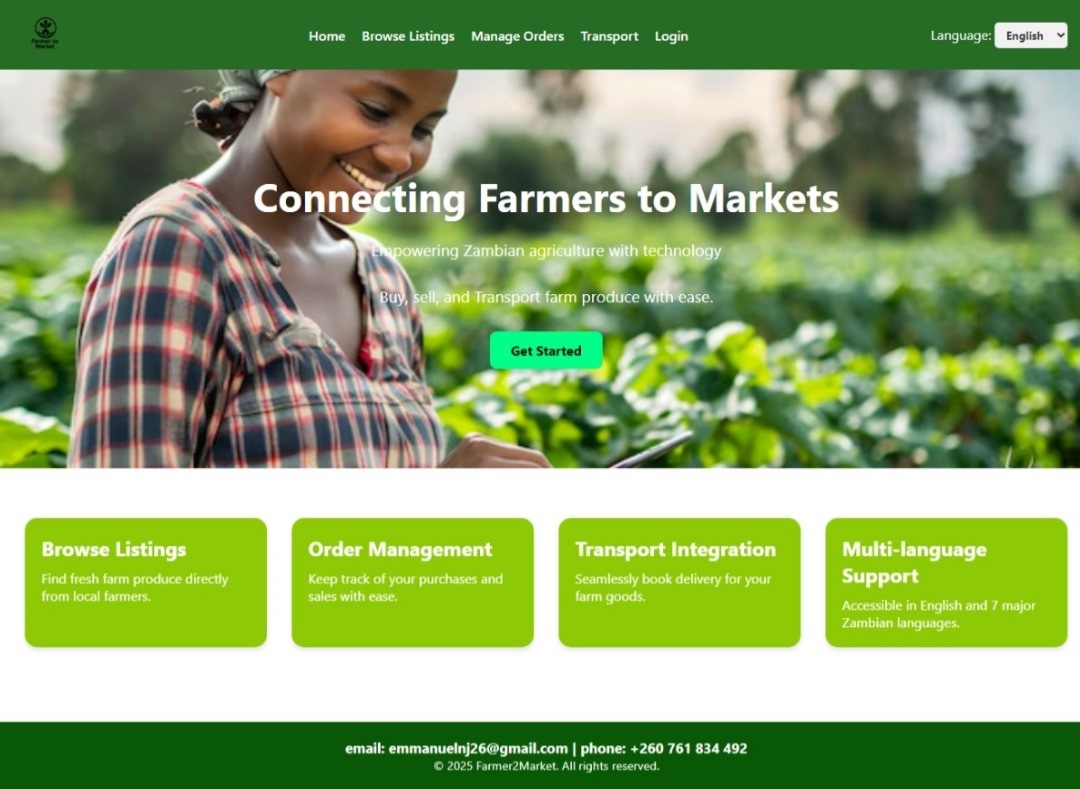 Farmer to
Market
Home Browse Listings Manage Orders Transport Login
Language: English
Connecting Farmers to Markets
Empowering Zambian agriculture with technology
Buy, sell, and Transport farm produce with ease.
Get Started
Browse Listings
Find fresh farm produce directly
from local farmers.
Order Management
Keep track of your purchases and
sales with ease.
Transport Integration
Seamlessly book delivery for your
farm goods.
Multi-language
Support
Accessible in English and 7 major
Zambian languages.
email: emmanuelnj26@gmail.com | phone: +260 761 834 492
© 2025 Farmer2Market. All rights reserved.